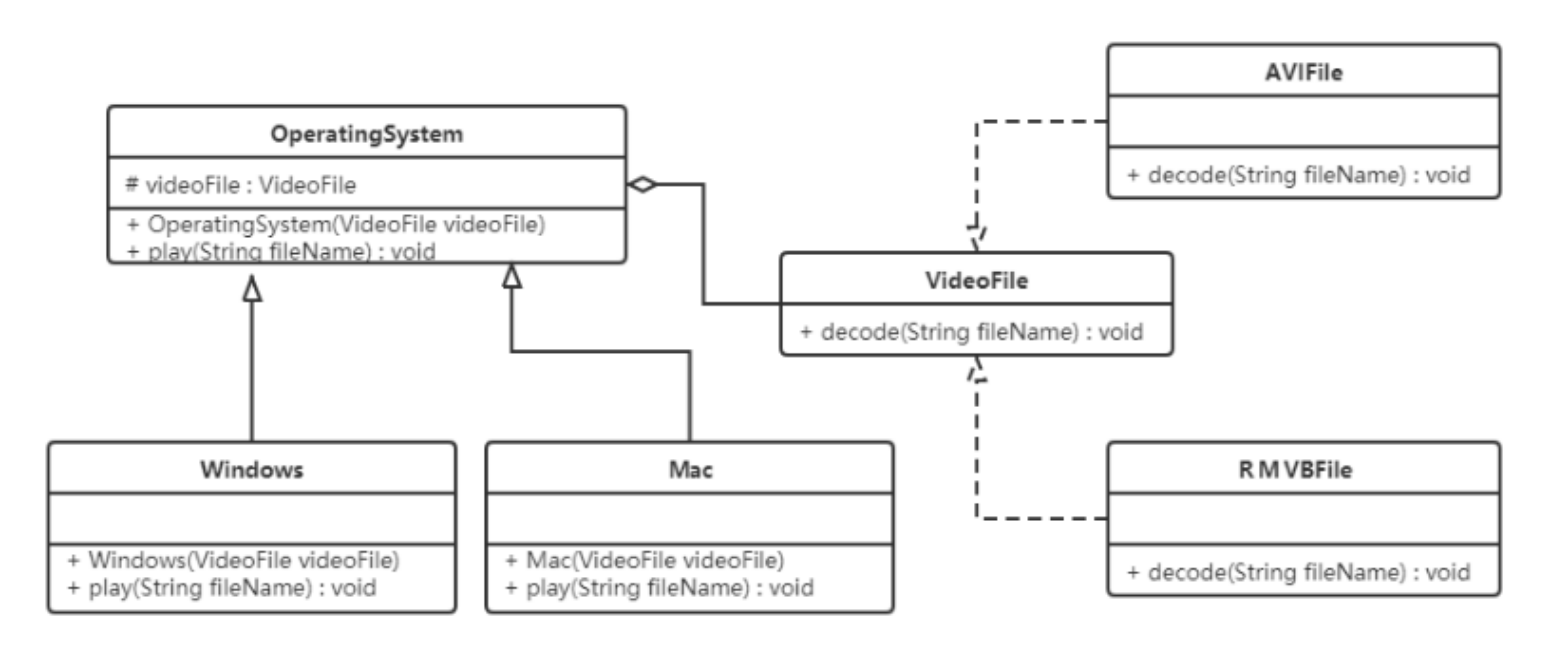 OperatingSystem
# videoFile : VideoFile
+ OperatingSystem(VideoFile videoFile)
+ play(String fileName) : void
AVIFile
+ decode(String fileName) : void
VideoFile
+ decode(String fileName) : void
Windows
+ Windows(VideoFile videoFile)
+ play(String fileName) : void
Mac
+ Mac(VideoFile videoFile)
+ play(String fileName) : void
RMVBFile
+ decode(String fileName) : void